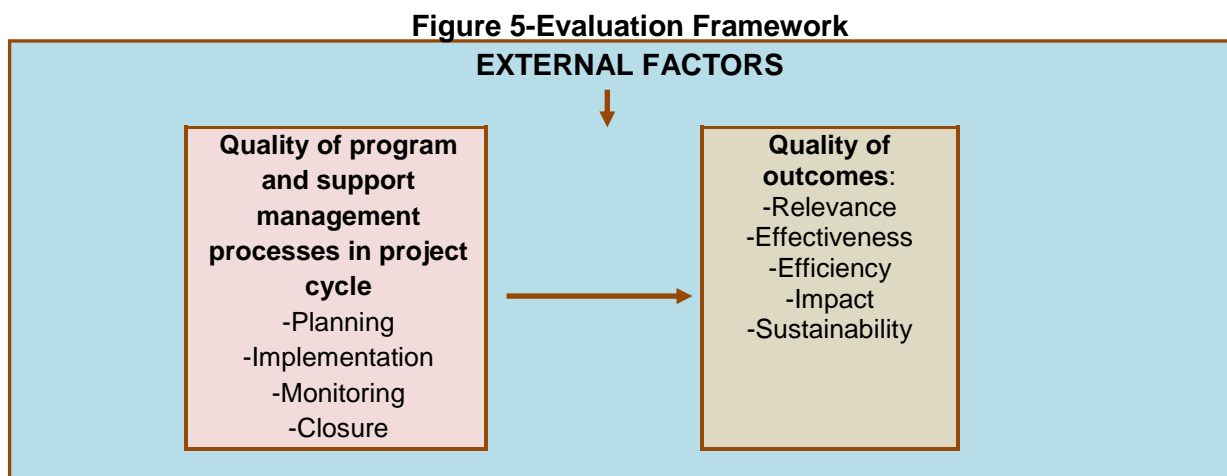 Figure 5-Evaluation Framework
EXTERNAL FACTORS
Quality of program
and support
management
processes in project
cycle
-Planning
-Implementation
-Monitoring
-Closure
Quality of
outcomes:
-Relevance
-Effectiveness
-Efficiency
-Impact
-Sustainability